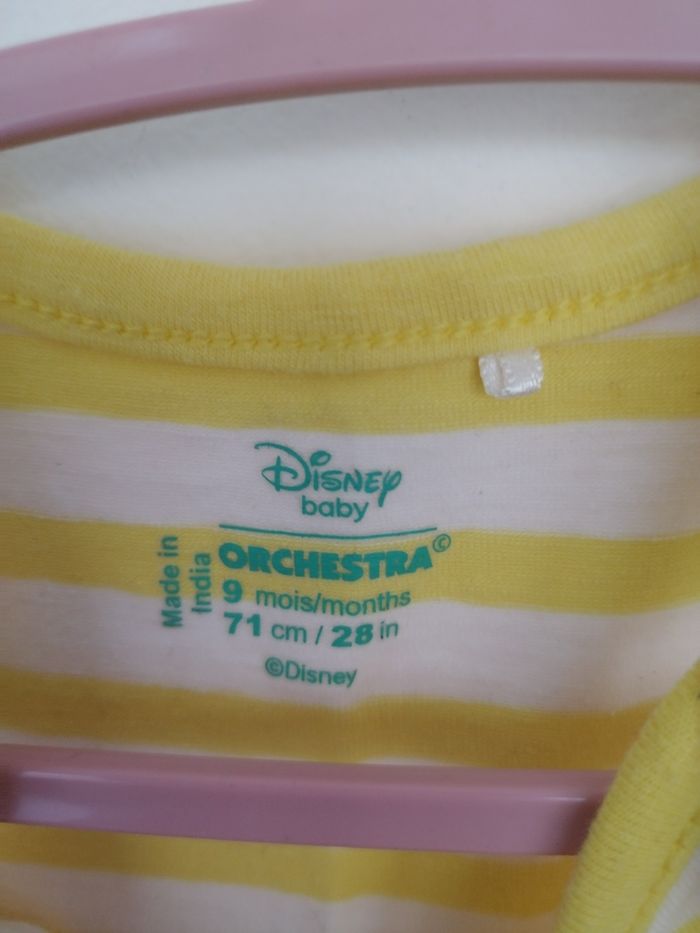 Disney
baby
ORCHESTRA©
9 mois/months
71 cm / 28 in
©Disney
Made in
India